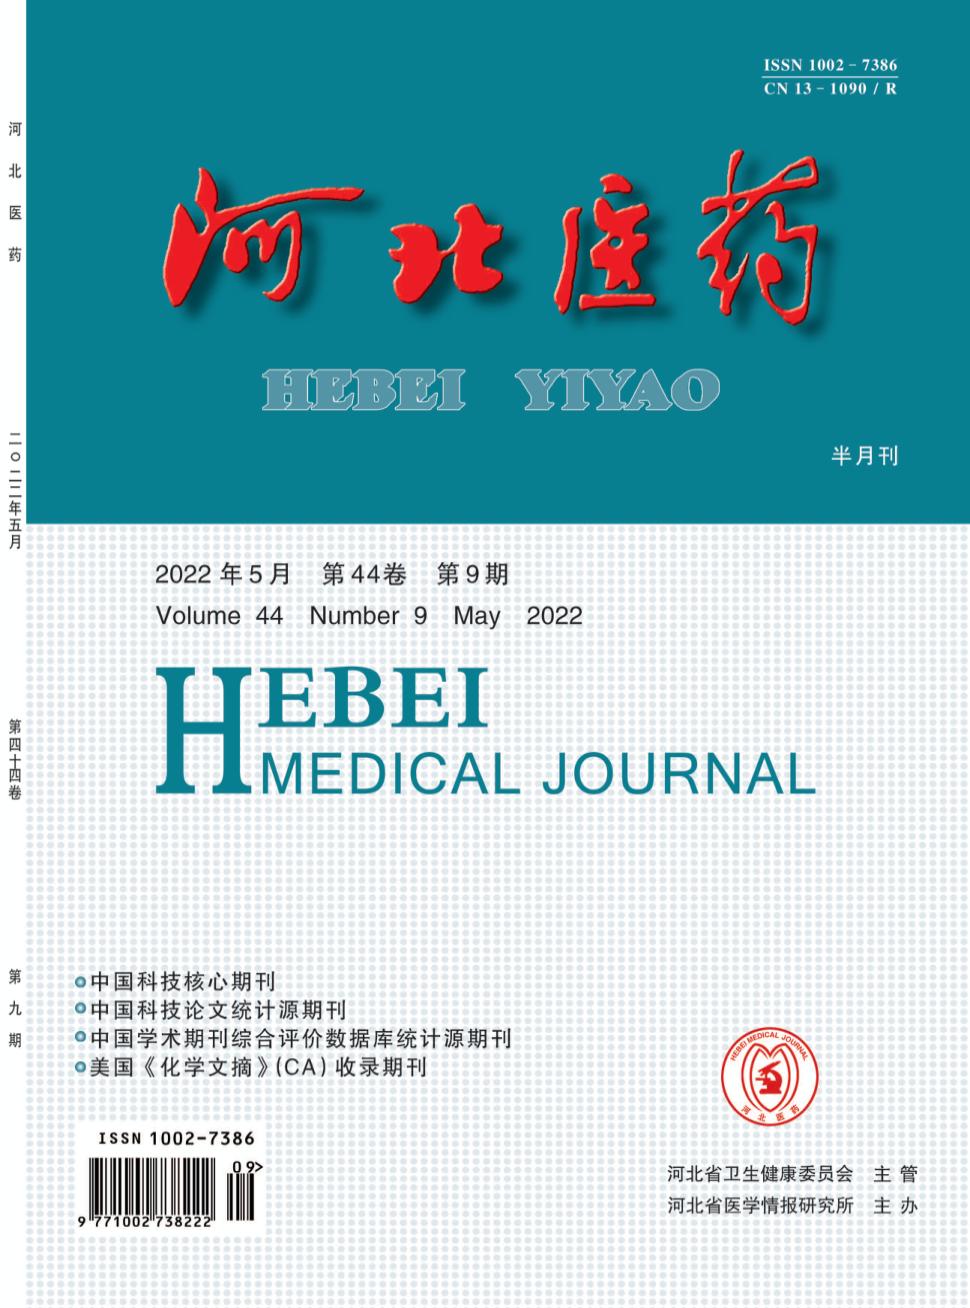 ISSN 1002-7386
CN 13-1090 / R
河北医药
HEBEI YIYAO
半月刊
河北医药
二〇二二年五月
第四十四卷
第九期
2022年5月 第44卷 第9期
Volume 44 Number 9 May 2022
HEBEI
MEDICAL JOURNAL
中国科技核心期刊
中国科技论文统计源期刊
中国学术期刊综合评价数据库统计源期刊
美国《化学文摘》(CA)收录期刊
HEBEI MEDICAL JOURNAL
河北医药
ISSN 1002-7386
09>
9 771002 738222
河北省卫生健康委员会 主管
河北省医学情报研究所 主办